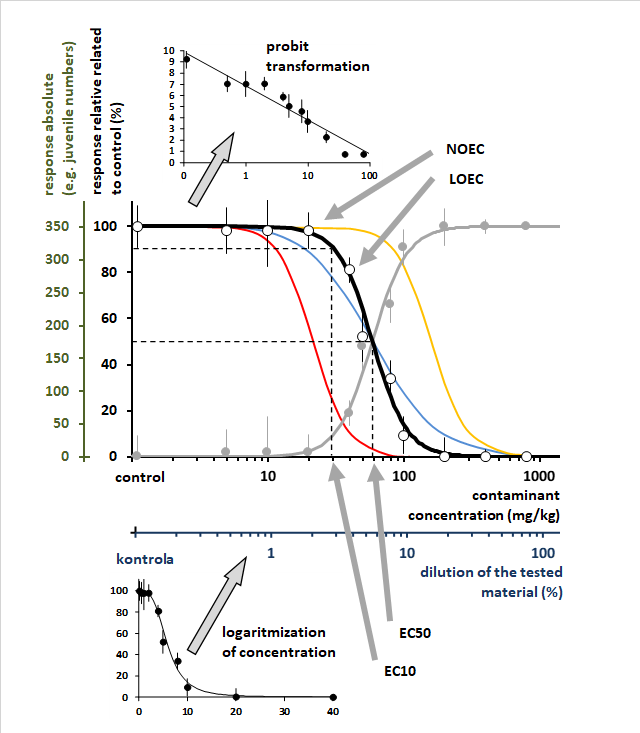 probit
transformation
10
9
8
7
6
5
4
3
2
1
0
0 1 10 100
response absolute
(e.g. juvenile numbers)
response relative related
to control (%)
NOEC
LOEC
350
300
250
200
150
100
50
0
100
80
60
40
20
0
control 10 100 1000
contaminant
concentration (mg/kg)
kontrola 1 10 100
dilution of the tested
material (%)
logaritmization
of concentration
100
80
60
40
20
0
0 10 20 30 40
EC50
EC10